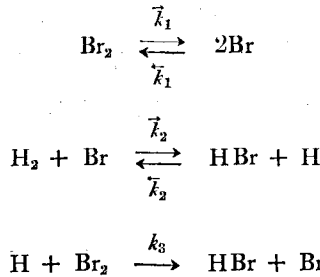 k⃗₁
Br₂ ⇌ 2Br
k⃖₁
k⃗₂
H₂ + Br ⇌ HBr + H
k⃖₂
k₃
H + Br₂ → HBr + Br